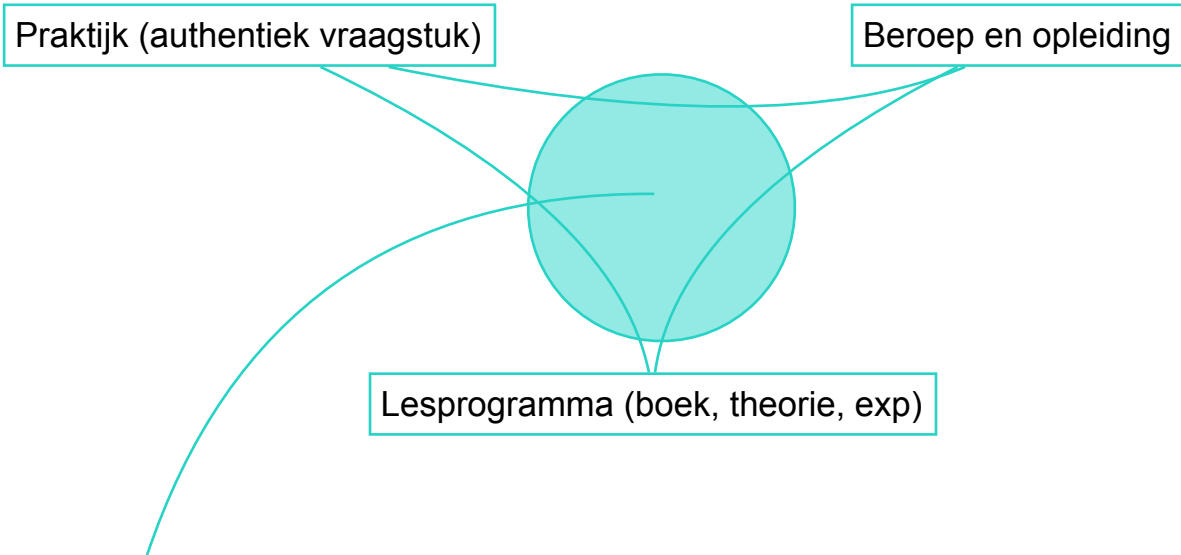 Praktijk (authentiek vraagstuk)
Beroep en opleiding
Lesprogramma (boek, theorie, exp)